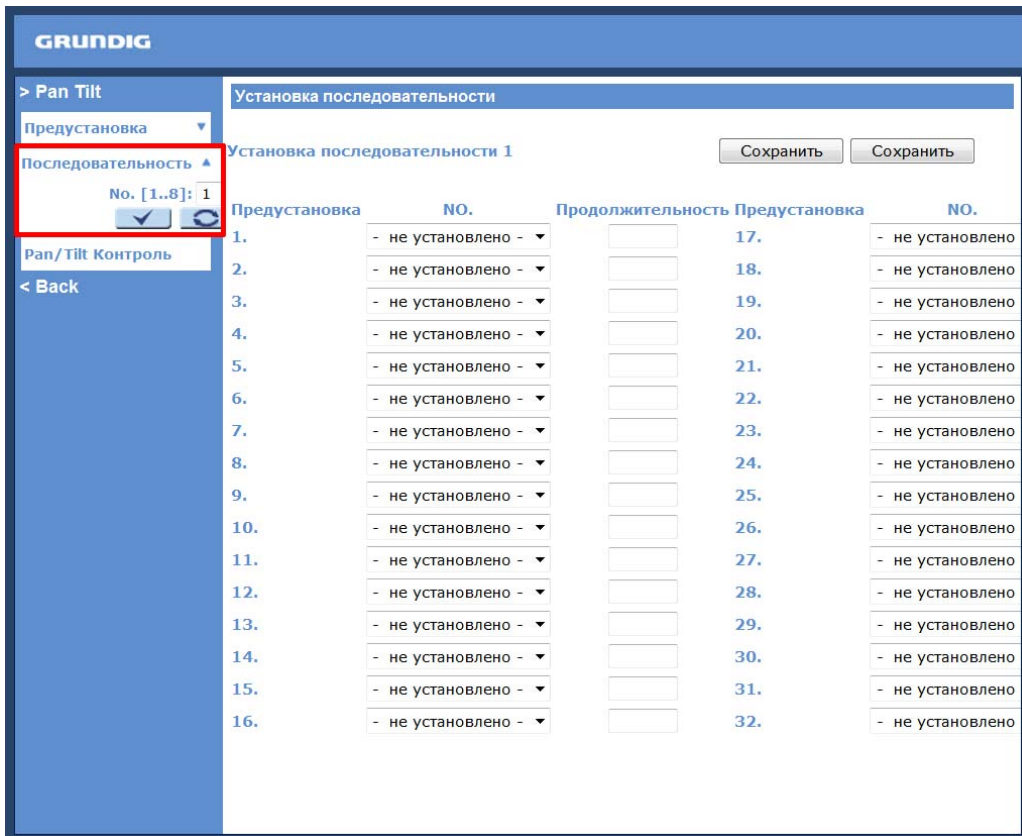 GRUNDIG
> Pan Tilt
Предустановка
Последовательность
No. [1..8]: 1
Pan/Tilt Контроль
< Back
Установка последовательности
Установка последовательности 1 Сохранить Сохранить
Предустановка NO. Продолжительность Предустановка NO.
1. - не установлено - 17. - не установлено
2. - не установлено - 18. - не установлено
3. - не установлено - 19. - не установлено
4. - не установлено - 20. - не установлено
5. - не установлено - 21. - не установлено
6. - не установлено - 22. - не установлено
7. - не установлено - 23. - не установлено
8. - не установлено - 24. - не установлено
9. - не установлено - 25. - не установлено
10. - не установлено - 26. - не установлено
11. - не установлено - 27. - не установлено
12. - не установлено - 28. - не установлено
13. - не установлено - 29. - не установлено
14. - не установлено - 30. - не установлено
15. - не установлено - 31. - не установлено
16. - не установлено - 32. - не установлено